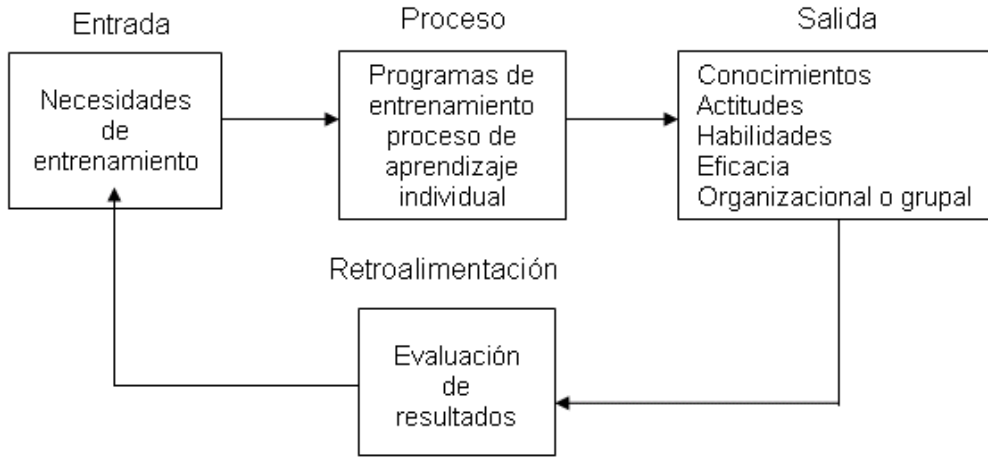 Entrada
Necesidades
de
entrenamiento
Proceso
Programas de
entrenamiento
proceso de
aprendizaje
individual
Salida
Conocimientos
Actitudes
Habilidades
Eficacia
Organizacional o grupal
Retroalimentación
Evaluación
de
resultados